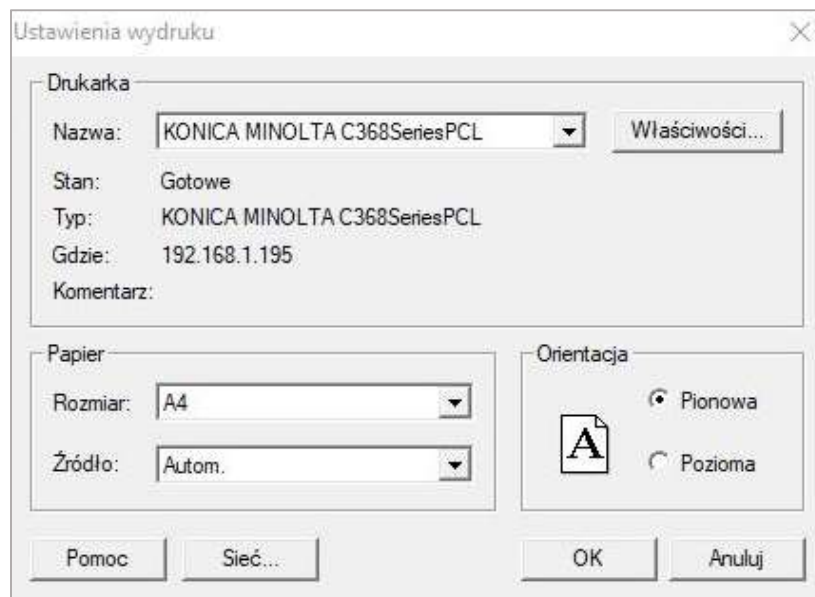 Ustawienia wydruku
Drukarka
Nazwa: KONICA MINOLTA C368SeriesPCL Właściwości...
Stan: Gotowe
Typ: KONICA MINOLTA C368SeriesPCL
Gdzie: 192.168.1.195
Komentarz:
Papier
Rozmiar: A4
Źródło: Autom.
Orientacja
A
Pionowa
Pozioma
Pomoc Sieć... OK Anuluj